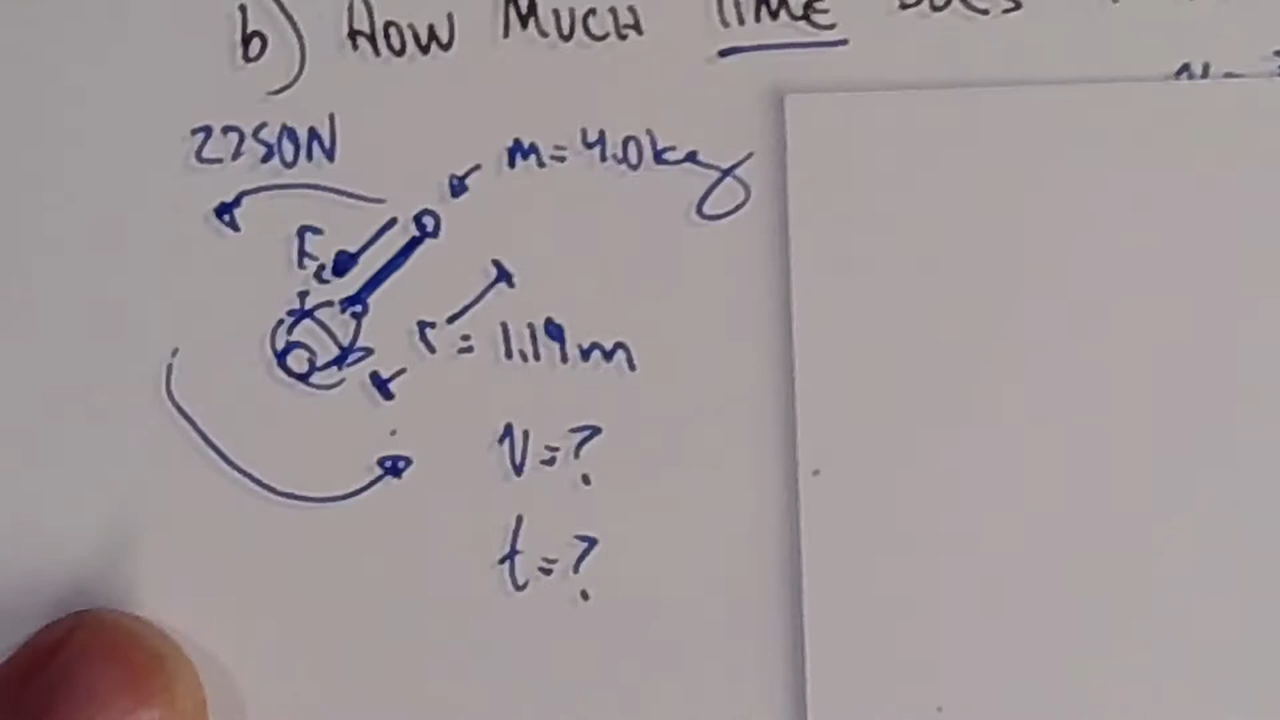 b) HOW MUCH TIME
2250N
m=4.0kg
Fc
r = 1.19m
v=?
t=?